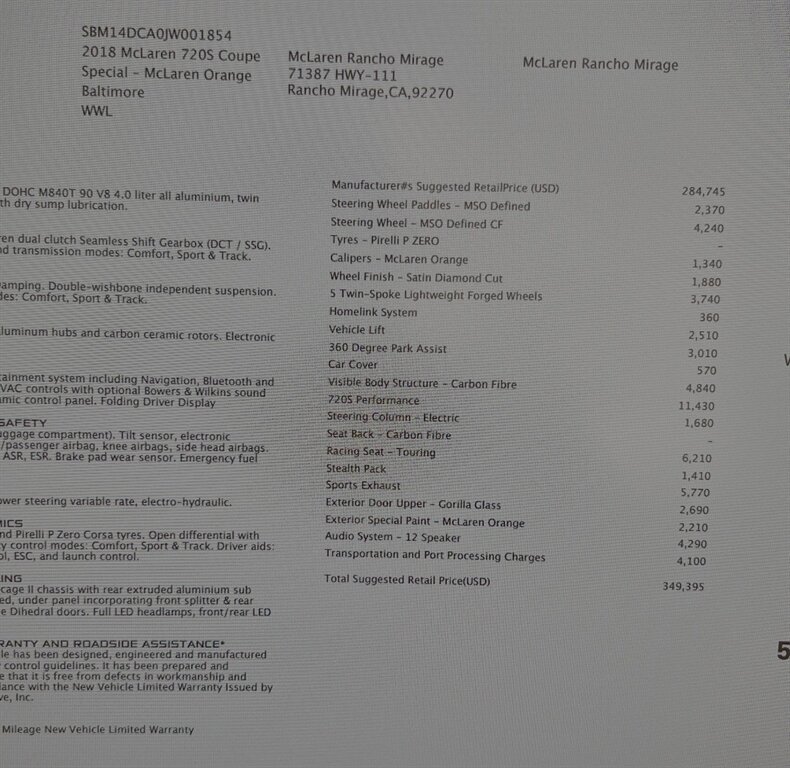 SBM14DCA0JW001854
2018 McLaren 720S Coupe
Special - McLaren Orange
Baltimore
WWL
McLaren Rancho Mirage
71387 HWY-111
Rancho Mirage,CA,92270
McLaren Rancho Mirage
DOHC M840T 90 V8 4.0 liter all aluminium, twin
th dry sump lubrication.
ren dual clutch Seamless Shift Gearbox (DCT / SSG).
nd transmission modes: Comfort, Sport & Track.
amping. Double-wishbone independent suspension.
des: Comfort, Sport & Track.
luminum hubs and carbon ceramic rotors. Electronic
tainment system including Navigation, Bluetooth and
VAC controls with optional Bowers & Wilkins sound
amic control panel. Folding Driver Display
SAFETY
uggage compartment). Tilt sensor, electronic
/passenger airbag, knee airbags, side head airbags.
ASR, ESR. Brake pad wear sensor. Emergency fuel
ower steering variable rate, electro-hydraulic.
MICS
nd Pirelli P Zero Corsa tyres. Open differential with
ty control modes: Comfort, Sport & Track. Driver aids:
ol, ESC, and launch control.
ING
cage II chassis with rear extruded aluminium sub
ed, under panel incorporating front splitter & rear
e Dihedral doors. Full LED headlamps, front/rear LED
RANTY AND ROADSIDE ASSISTANCE*
le has been designed, engineered and manufactured
control guidelines. It has been prepared and
e that it is free from defects in workmanship and
iance with the New Vehicle Limited Warranty Issued by
ve, Inc.
Mileage New Vehicle Limited Warranty
Manufacturer#s Suggested RetailPrice (USD) 284,745
Steering Wheel Paddles - MSO Defined 2,370
Steering Wheel - MSO Defined CF 4,240
Tyres - Pirelli P ZERO -
Calipers - McLaren Orange 1,340
Wheel Finish - Satin Diamond Cut 1,880
5 Twin-Spoke Lightweight Forged Wheels 3,740
Homelink System 360
Vehicle Lift 2,510
360 Degree Park Assist 3,010
Car Cover 570
Visible Body Structure - Carbon Fibre 4,840
720S Performance 11,430
Steering Column - Electric 1,680
Seat Back - Carbon Fibre -
Racing Seat - Touring 6,210
Stealth Pack 1,410
Sports Exhaust 5,770
Exterior Door Upper - Gorilla Glass 2,690
Exterior Special Paint - McLaren Orange 2,210
Audio System - 12 Speaker 4,290
Transportation and Port Processing Charges 4,100
Total Suggested Retail Price(USD) 349,395
5